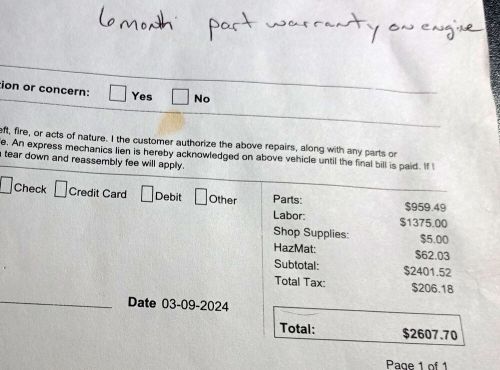 6 month part warranty on engine
ion or concern: Yes No
eft, fire, or acts of nature. I the customer authorize the above repairs, along with any parts or
e. An express mechanics lien is hereby acknowledged on above vehicle until the final bill is paid. If I
tear down and reassembly fee will apply.
Check Credit Card Debit Other
Parts: $959.49
Labor: $1375.00
Shop Supplies: $5.00
HazMat: $62.03
Subtotal: $2401.52
Total Tax: $206.18
Date 03-09-2024
Total: $2607.70
Page 1 of 1